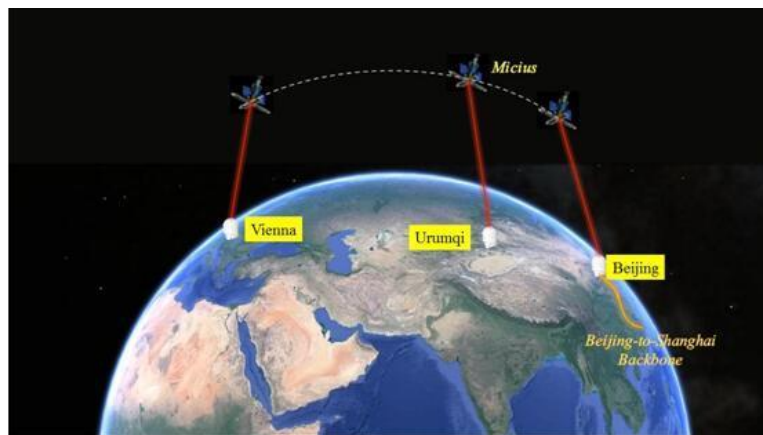 Micius
Vienna
Urumqi
Beijing
Beijing-to-Shanghai
Backbone